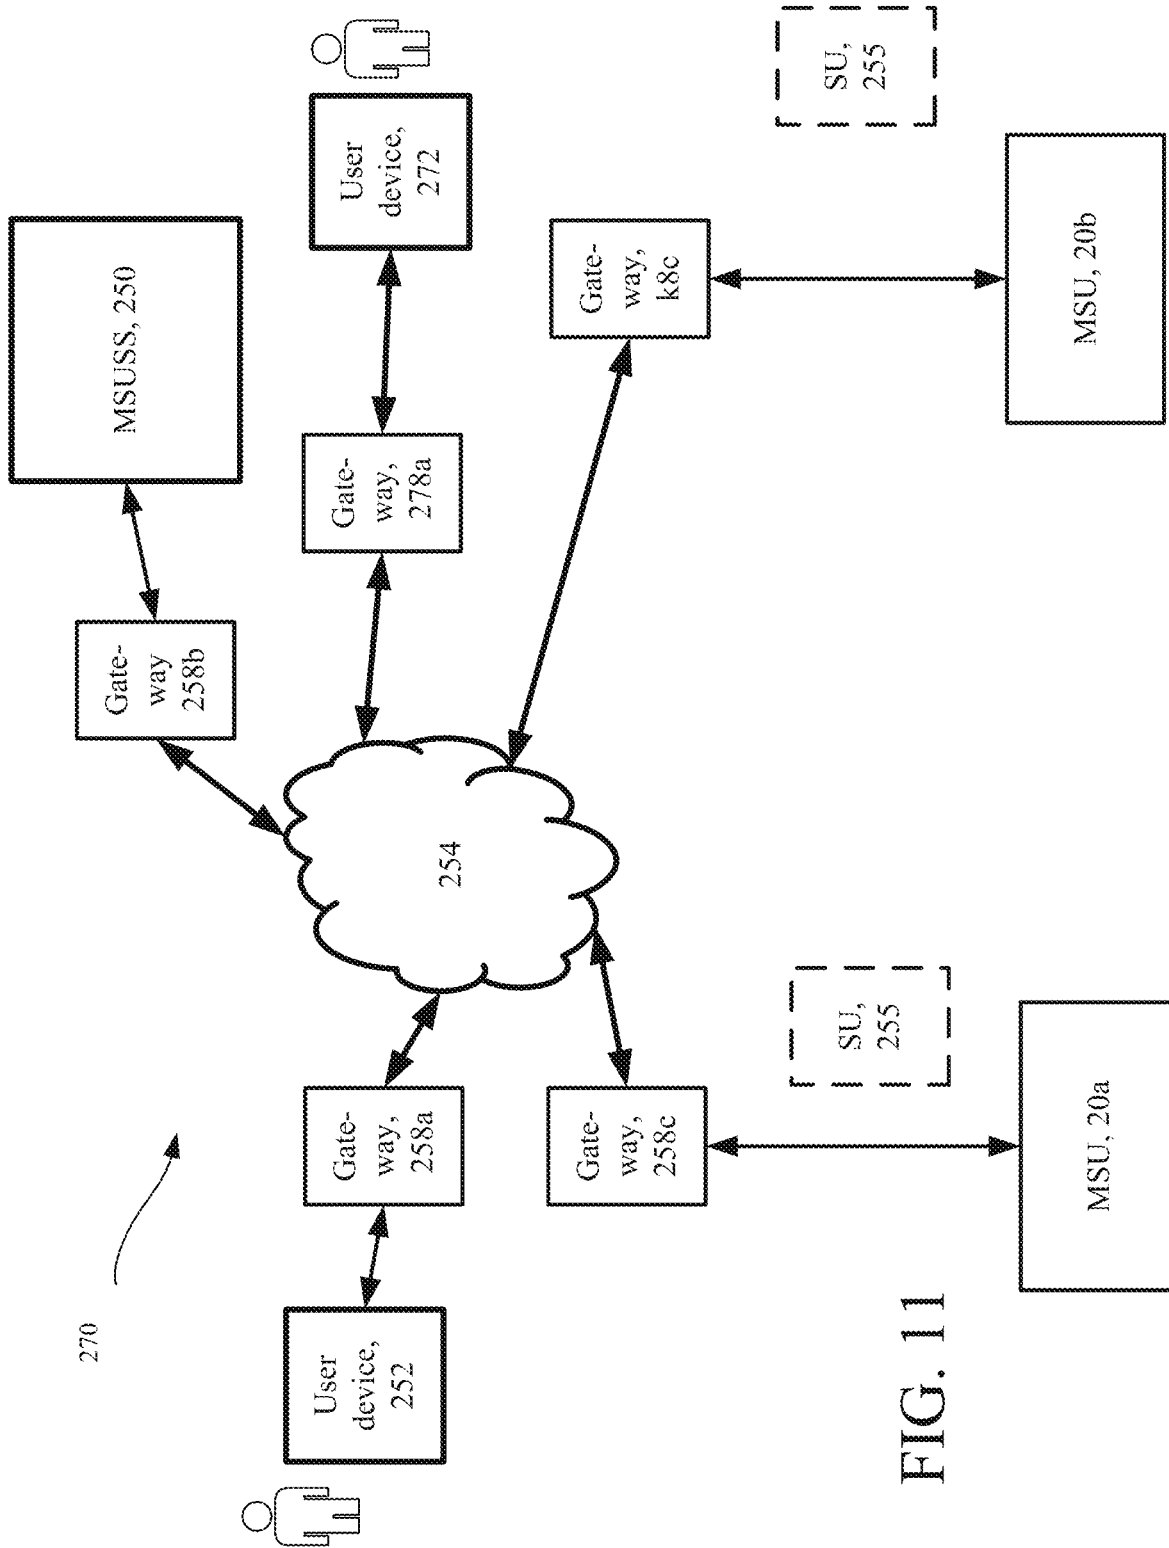 270
MSUSS, 250
Gate-
way
258b
User
device,
252
Gate-
way,
258a
254
Gate-
way,
278a
User
device,
272
Gate-
way,
258c
Gate-
way,
k8c
SU,
255
SU,
255
MSU, 20a
MSU, 20b
FIG. 11